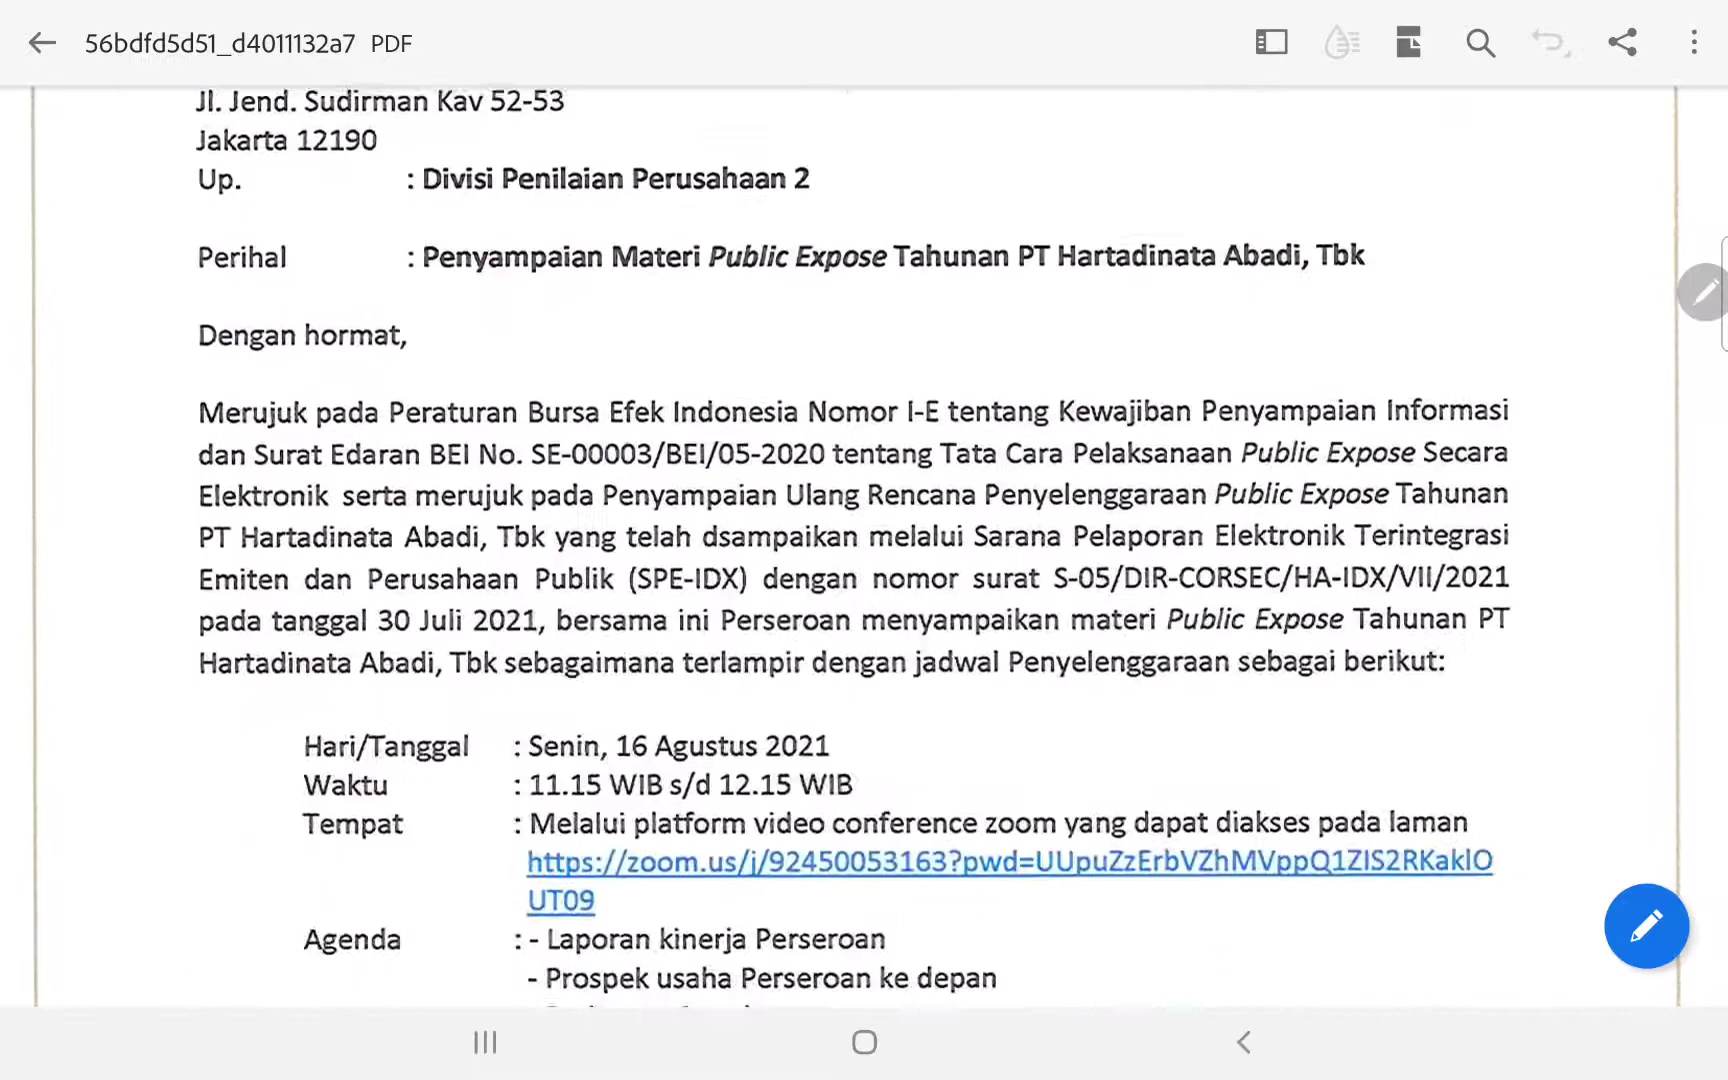 56bdfd5d51_d4011132a7 PDF
Jl. Jend. Sudirman Kav 52-53
Jakarta 12190
Up. : Divisi Penilaian Perusahaan 2
Perihal : Penyampaian Materi Public Expose Tahunan PT Hartadinata Abadi, Tbk
Dengan hormat,
Merujuk pada Peraturan Bursa Efek Indonesia Nomor I-E tentang Kewajiban Penyampaian Informasi
dan Surat Edaran BEI No. SE-00003/BEI/05-2020 tentang Tata Cara Pelaksanaan Public Expose Secara
Elektronik serta merujuk pada Penyampaian Ulang Rencana Penyelenggaraan Public Expose Tahunan
PT Hartadinata Abadi, Tbk yang telah dsampaikan melalui Sarana Pelaporan Elektronik Terintegrasi
Emiten dan Perusahaan Publik (SPE-IDX) dengan nomor surat S-05/DIR-CORSEC/HA-IDX/VII/2021
pada tanggal 30 Juli 2021, bersama ini Perseroan menyampaikan materi Public Expose Tahunan PT
Hartadinata Abadi, Tbk sebagaimana terlampir dengan jadwal Penyelenggaraan sebagai berikut:
Hari/Tanggal : Senin, 16 Agustus 2021
Waktu : 11.15 WIB s/d 12.15 WIB
Tempat : Melalui platform video conference zoom yang dapat diakses pada laman
https://zoom.us/j/92450053163?pwd=UUpuZzErbVZhMVppQ1ZIS2RKaklO
UT09
Agenda : - Laporan kinerja Perseroan
- Prospek usaha Perseroan ke depan